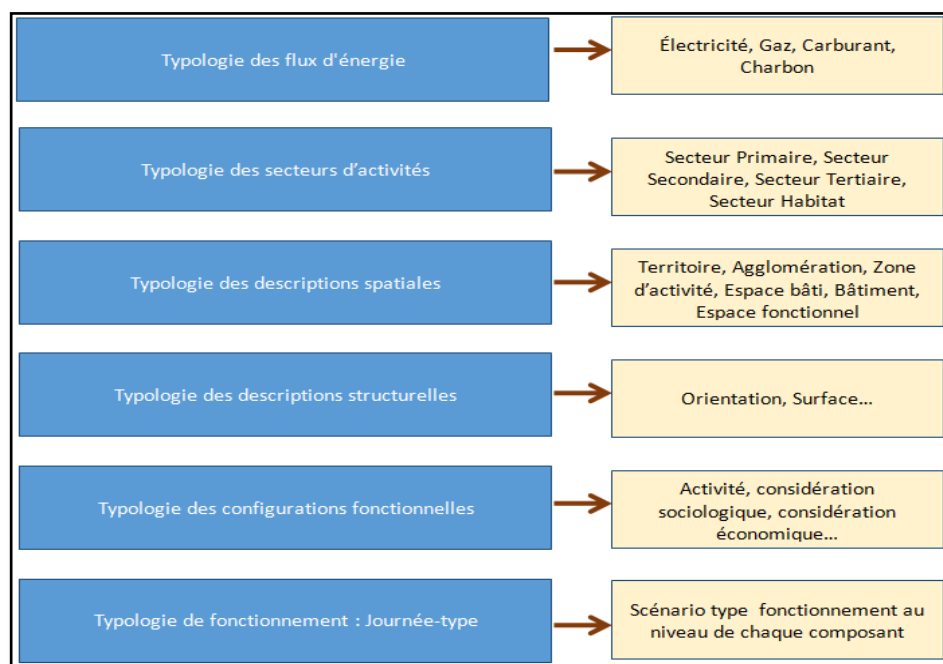 Typologie des flux d'énergie
Électricité, Gaz, Carburant,
Charbon
Typologie des secteurs d’activités
Secteur Primaire, Secteur
Secondaire, Secteur Tertiaire,
Secteur Habitat
Typologie des descriptions spatiales
Territoire, Agglomération, Zone
d’activité, Espace bâti, Bâtiment,
Espace fonctionnel
Typologie des descriptions structurelles
Orientation, Surface...
Typologie des configurations fonctionnelles
Activité, considération
sociologique, considération
économique...
Typologie de fonctionnement : Journée-type
Scénario type fonctionnement au
niveau de chaque composant